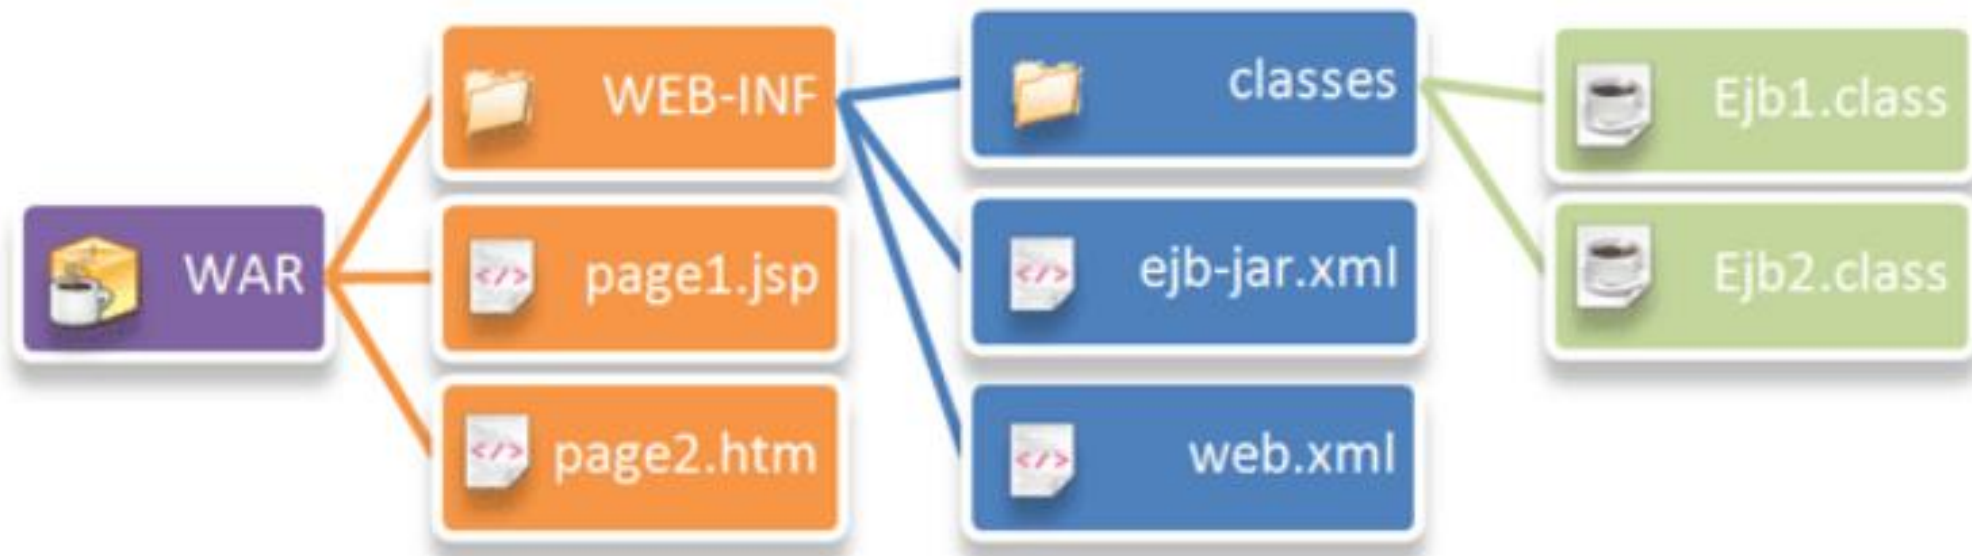 WAR
WEB-INF
page1.jsp
page2.htm
classes
ejb-jar.xml
web.xml
Ejb1.class
Ejb2.class